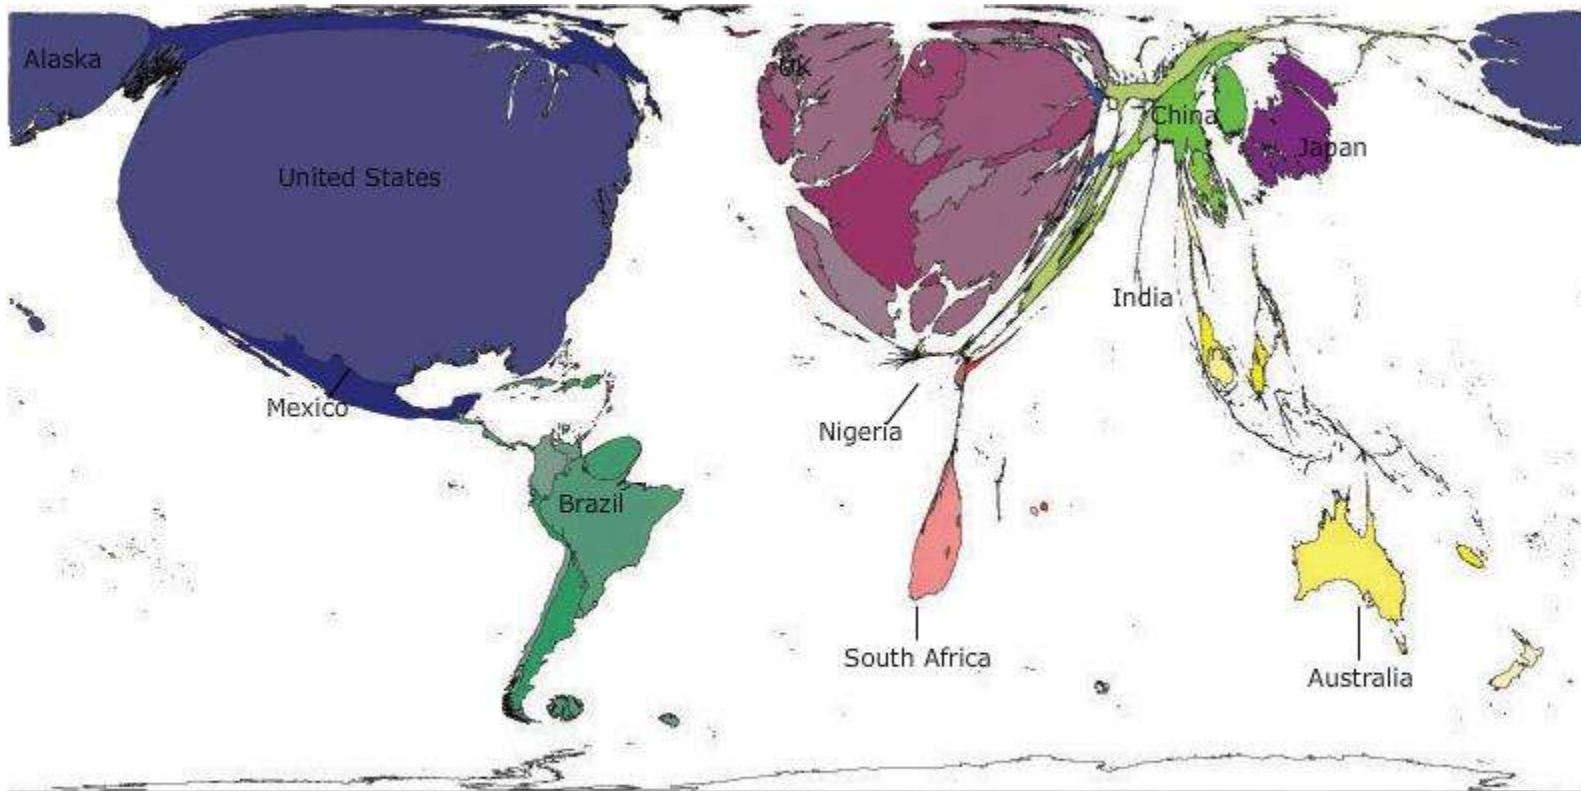 Alaska
UK
China
Japan
United States
India
Mexico
Nigeria
Brazil
South Africa
Australia